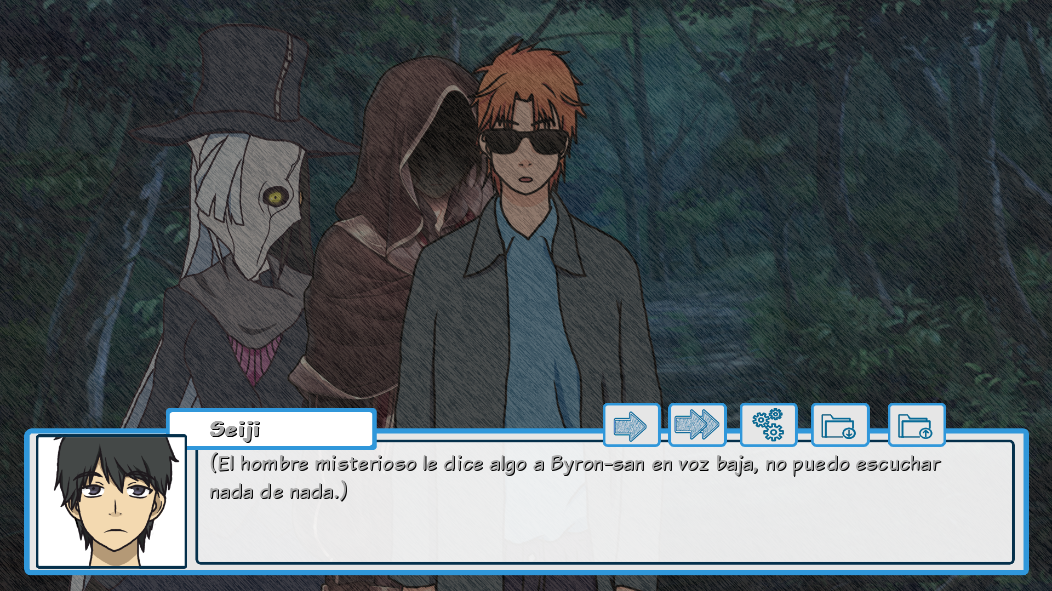 Seiji
(El hombre misterioso le dice algo a Byron-san en voz baja, no puedo escuchar
nada de nada.)